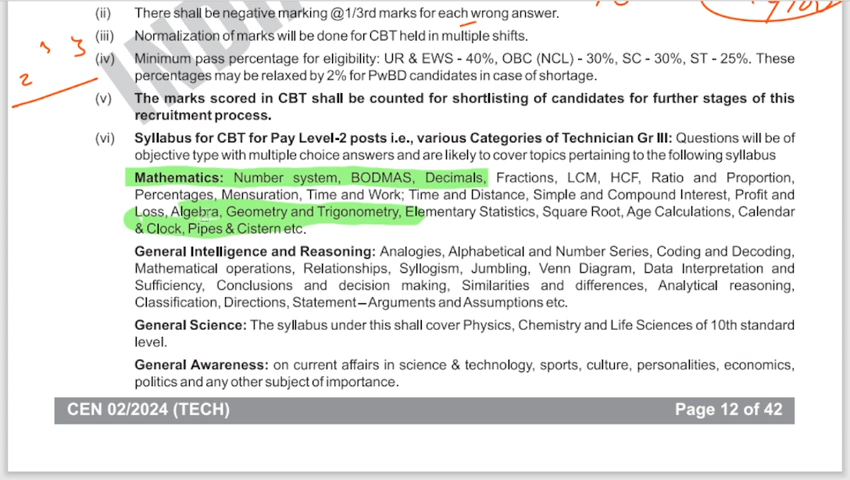 (ii) There shall be negative marking @1/3rd marks for each wrong answer.
(iii) Normalization of marks will be done for CBT held in multiple shifts.
(iv) Minimum pass percentage for eligibility: UR & EWS - 40%, OBC (NCL) - 30%, SC - 30%, ST - 25%. These
percentages may be relaxed by 2% for PwBD candidates in case of shortage.
(v) The marks scored in CBT shall be counted for shortlisting of candidates for further stages of this
recruitment process.
(vi) Syllabus for CBT for Pay Level-2 posts i.e., various Categories of Technician Gr III: Questions will be of
objective type with multiple choice answers and are likely to cover topics pertaining to the following syllabus
Mathematics: Number system, BODMAS, Decimals, Fractions, LCM, HCF, Ratio and Proportion,
Percentages, Mensuration, Time and Work; Time and Distance, Simple and Compound Interest, Profit and
Loss, Algebra, Geometry and Trigonometry, Elementary Statistics, Square Root, Age Calculations, Calendar
& Clock, Pipes & Cistern etc.
General Intelligence and Reasoning: Analogies, Alphabetical and Number Series, Coding and Decoding,
Mathematical operations, Relationships, Syllogism, Jumbling, Venn Diagram, Data Interpretation and
Sufficiency, Conclusions and decision making, Similarities and differences, Analytical reasoning,
Classification, Directions, Statement–Arguments and Assumptions etc.
General Science: The syllabus under this shall cover Physics, Chemistry and Life Sciences of 10th standard
level.
General Awareness: on current affairs in science & technology, sports, culture, personalities, economics,
politics and any other subject of importance.
CEN 02/2024 (TECH) Page 12 of 42